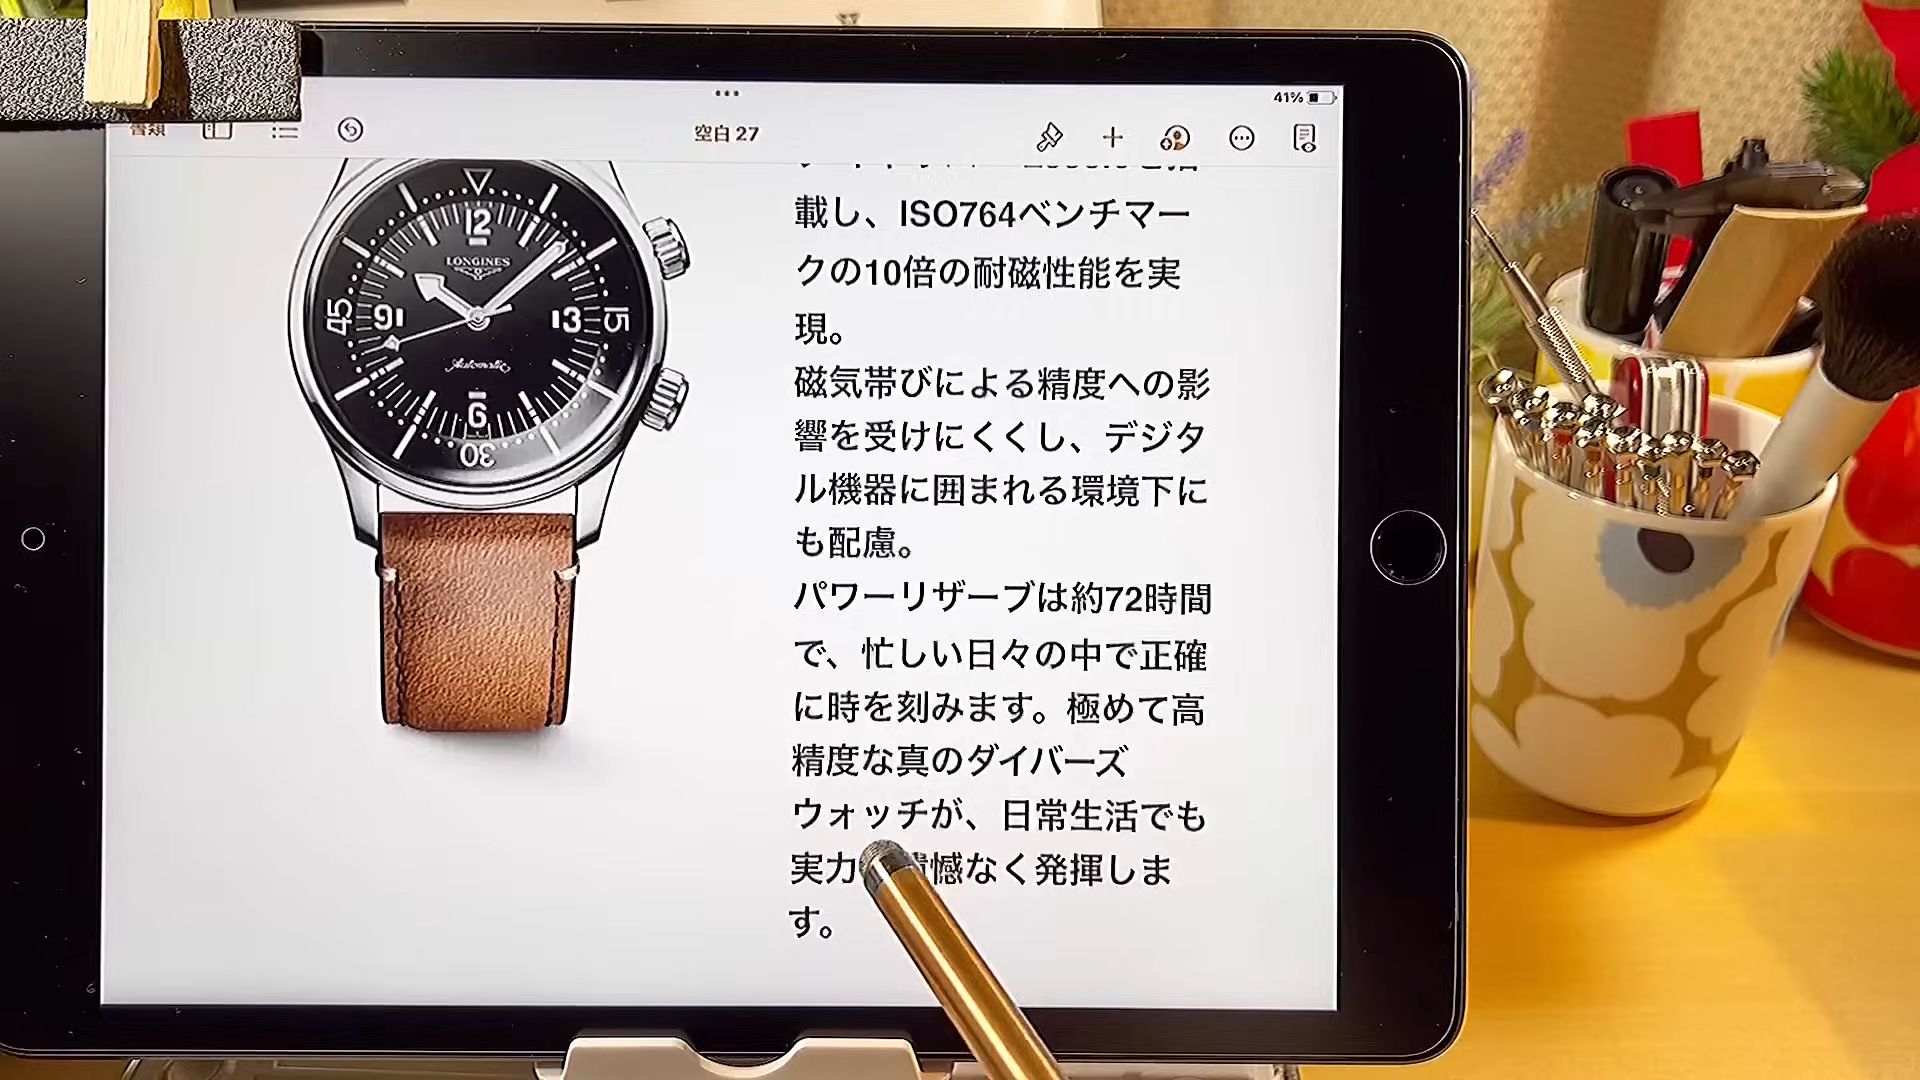 41%
書類
空白 27
載し、ISO764ベンチマー
クの10倍の耐磁性能を実
現。
磁気帯びによる精度への影
響を受けにくくし、デジタ
ル機器に囲まれる環境下に
も配慮。
パワーリザーブは約72時間
で、忙しい日々の中で正確
に時を刻みます。極めて高
精度な真のダイバーズ
ウォッチが、日常生活でも
実力 憾なく発揮しま
す。
12
LONGINES
45 9 3 15
Automatic
6
30